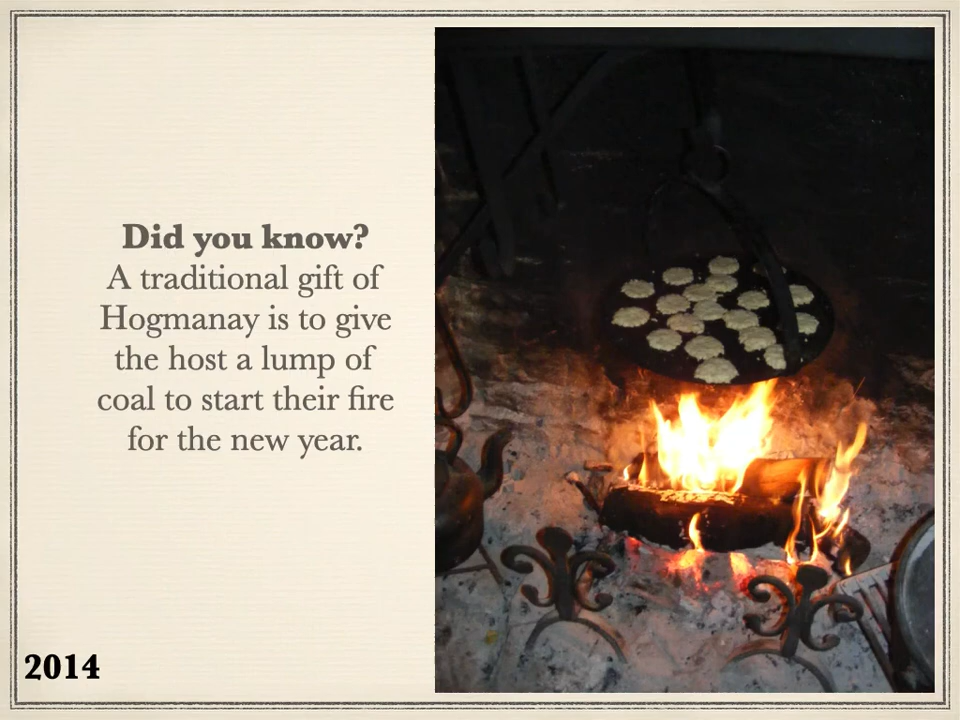 Did you know?
A traditional gift of
Hogmanay is to give
the host a lump of
coal to start their fire
for the new year.
2014